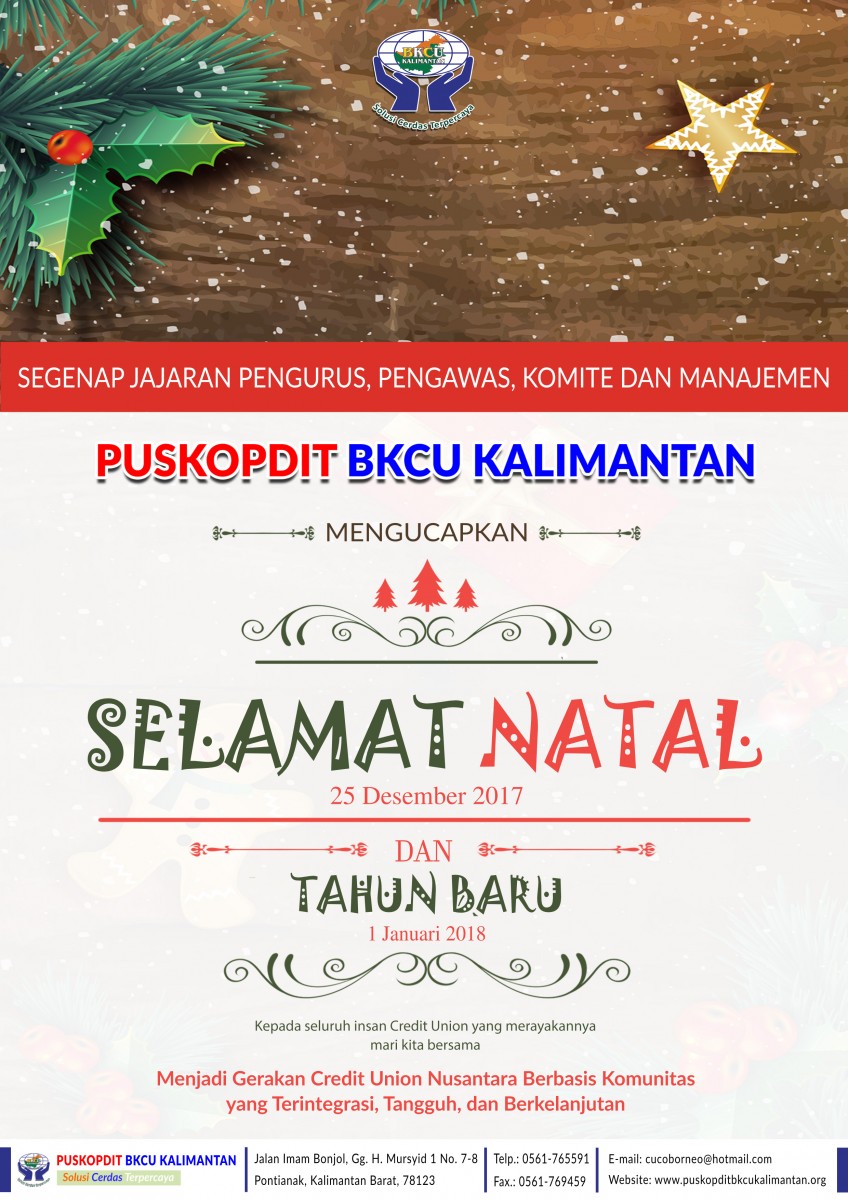 BKCU
KALIMANTAN
Solusi Cerdas Terpercaya
SEGENAP JAJARAN PENGURUS, PENGAWAS, KOMITE DAN MANAJEMEN
PUSKOPDIT BKCU KALIMANTAN
MENGUCAPKAN
SELAMAT NATAL
25 Desember 2017
DAN
TAHUN BARU
1 Januari 2018
Kepada seluruh insan Credit Union yang merayakannya
mari kita bersama
Menjadi Gerakan Credit Union Nusantara Berbasis Komunitas
yang Terintegrasi, Tangguh, dan Berkelanjutan
PUSKOPDIT BKCU KALIMANTAN
Solusi Cerdas Terpercaya
Jalan Imam Bonjol, Gg. H. Mursyid 1 No. 7-8
Pontianak, Kalimantan Barat, 78123
Telp.: 0561-765591
Fax.: 0561-769459
E-mail: cucoborneo@hotmail.com
Website: www.puskopditbkcukalimantan.org